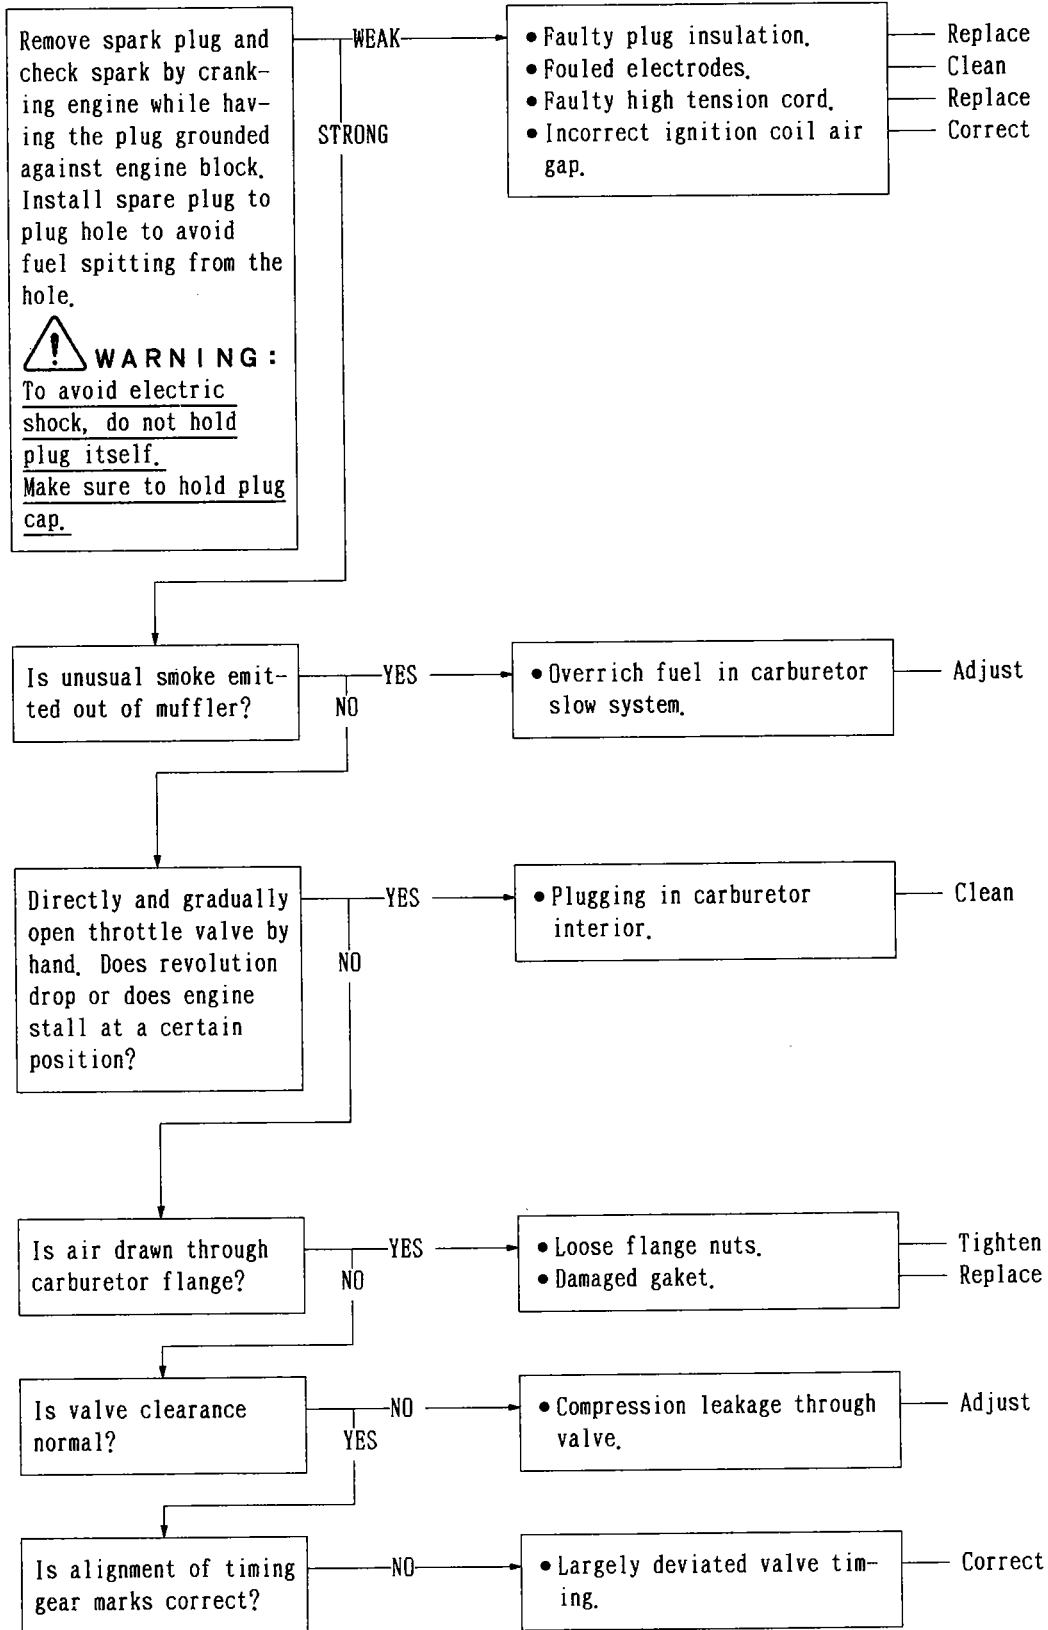 Remove spark plug and
check spark by crank-
ing engine while hav-
ing the plug grounded
against engine block.
Install spare plug to
plug hole to avoid
fuel spitting from the
hole.
WARNING:
To avoid electric
shock, do not hold
plug itself.
Make sure to hold plug
cap.
WEAK
STRONG
• Faulty plug insulation.
Replace
• Fouled electrodes.
Clean
• Faulty high tension cord.
Replace
• Incorrect ignition coil air
gap.
Correct
Is unusual smoke emit-
ted out of muffler?
YES
NO
• Overrich fuel in carburetor
slow system.
Adjust
Directly and gradually
open throttle valve by
hand. Does revolution
drop or does engine
stall at a certain
position?
YES
NO
• Plugging in carburetor
interior.
Clean
Is air drawn through
carburetor flange?
YES
NO
• Loose flange nuts.
Tighten
• Damaged gaket.
Replace
Is valve clearance
normal?
NO
YES
• Compression leakage through
valve.
Adjust
Is alignment of timing
gear marks correct?
NO
• Largely deviated valve tim-
ing.
Correct